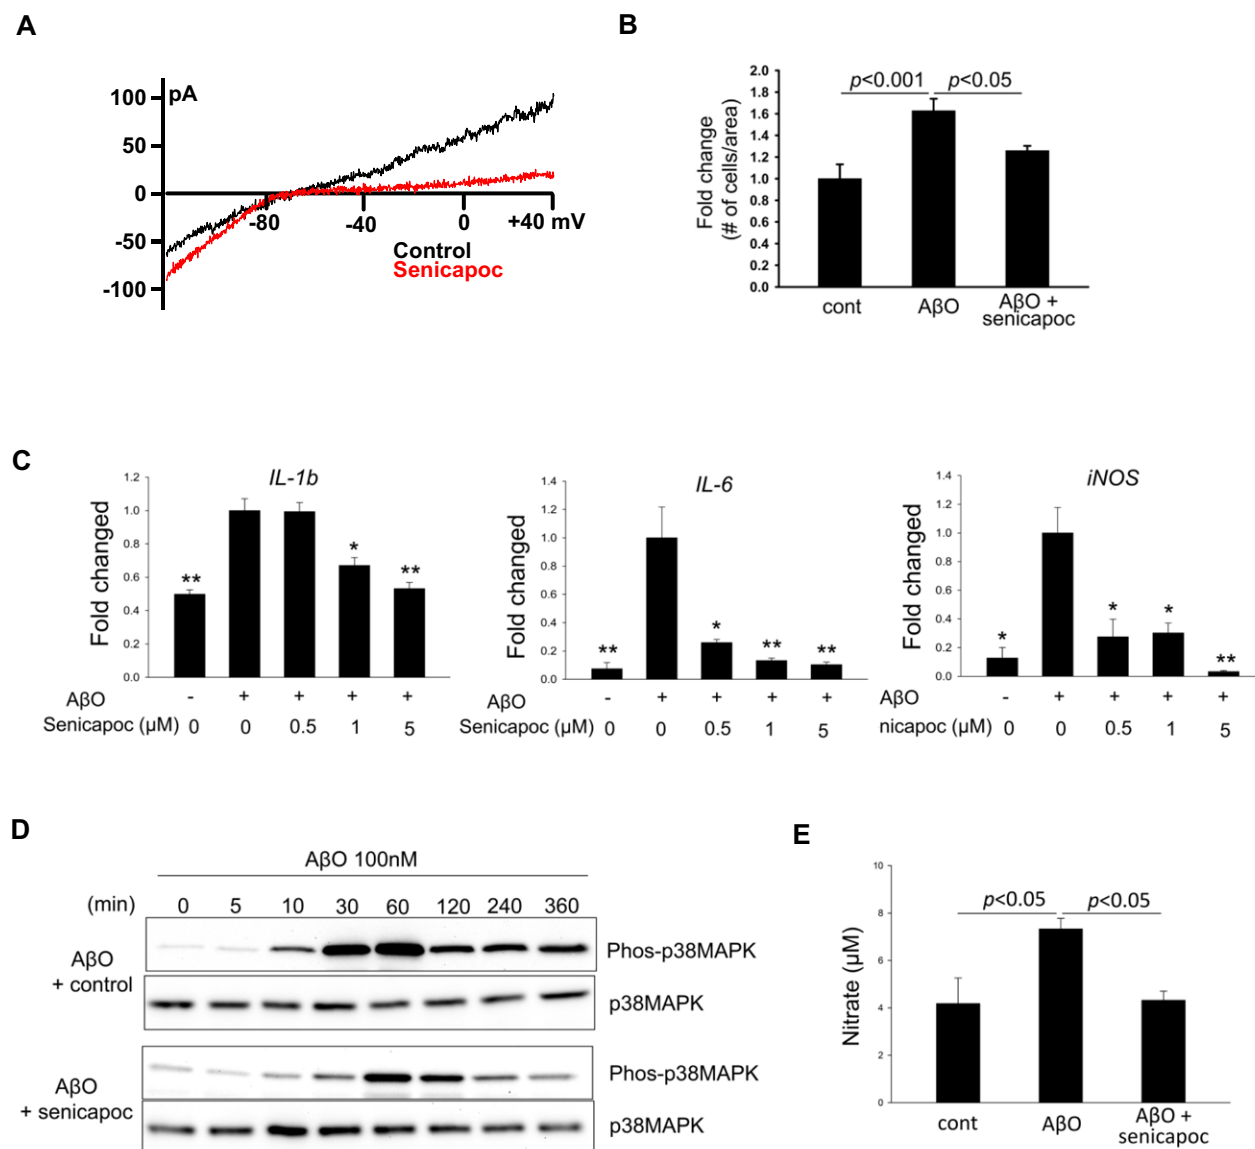 A
100
pA
50
0
-50
-100
-80
-40
0
+40 mV
Control
Senicapoc
B
Fold change
(# of cells/area)
2.0
1.8
1.6
1.4
1.2
1.0
0.8
0.6
0.4
0.2
0.0
p<0.001
p<0.05
cont
AβO
AβO +
senicapoc
C
IL-1b
Fold changed
1.2
1.0
0.8
0.6
0.4
0.2
0.0
**
*
**
AβO - + + + +
Senicapoc (μM) 0 0 0.5 1 5
IL-6
Fold changed
1.4
1.2
1.0
0.8
0.6
0.4
0.2
0.0
**
*
**
**
AβO - + + + +
Senicapoc (μM) 0 0 0.5 1 5
iNOS
Fold changed
1.4
1.2
1.0
0.8
0.6
0.4
0.2
0.0
*
*
*
**
AβO - + + + +
nicapoc (μM) 0 0 0.5 1 5
D
AβO 100nM
(min) 0 5 10 30 60 120 240 360
AβO
+ control
Phos-p38MAPK
p38MAPK
AβO
+ senicapoc
Phos-p38MAPK
p38MAPK
E
Nitrate (μM)
10
8
6
4
2
0
p<0.05
p<0.05
cont
AβO
AβO +
senicapoc